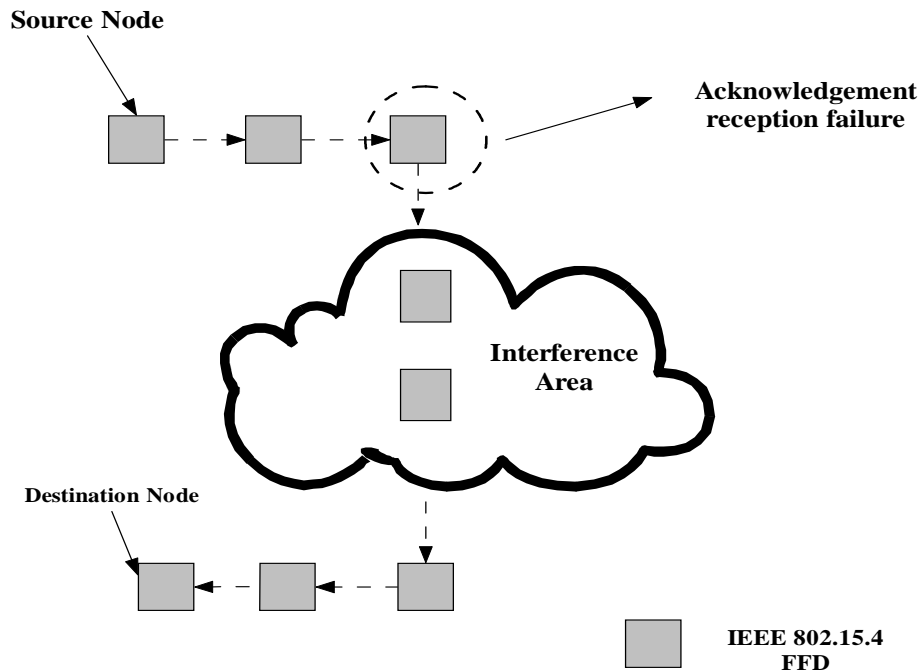 Source Node
Acknowledgement
reception failure
Interference
Area
Destination Node
IEEE 802.15.4
FFD